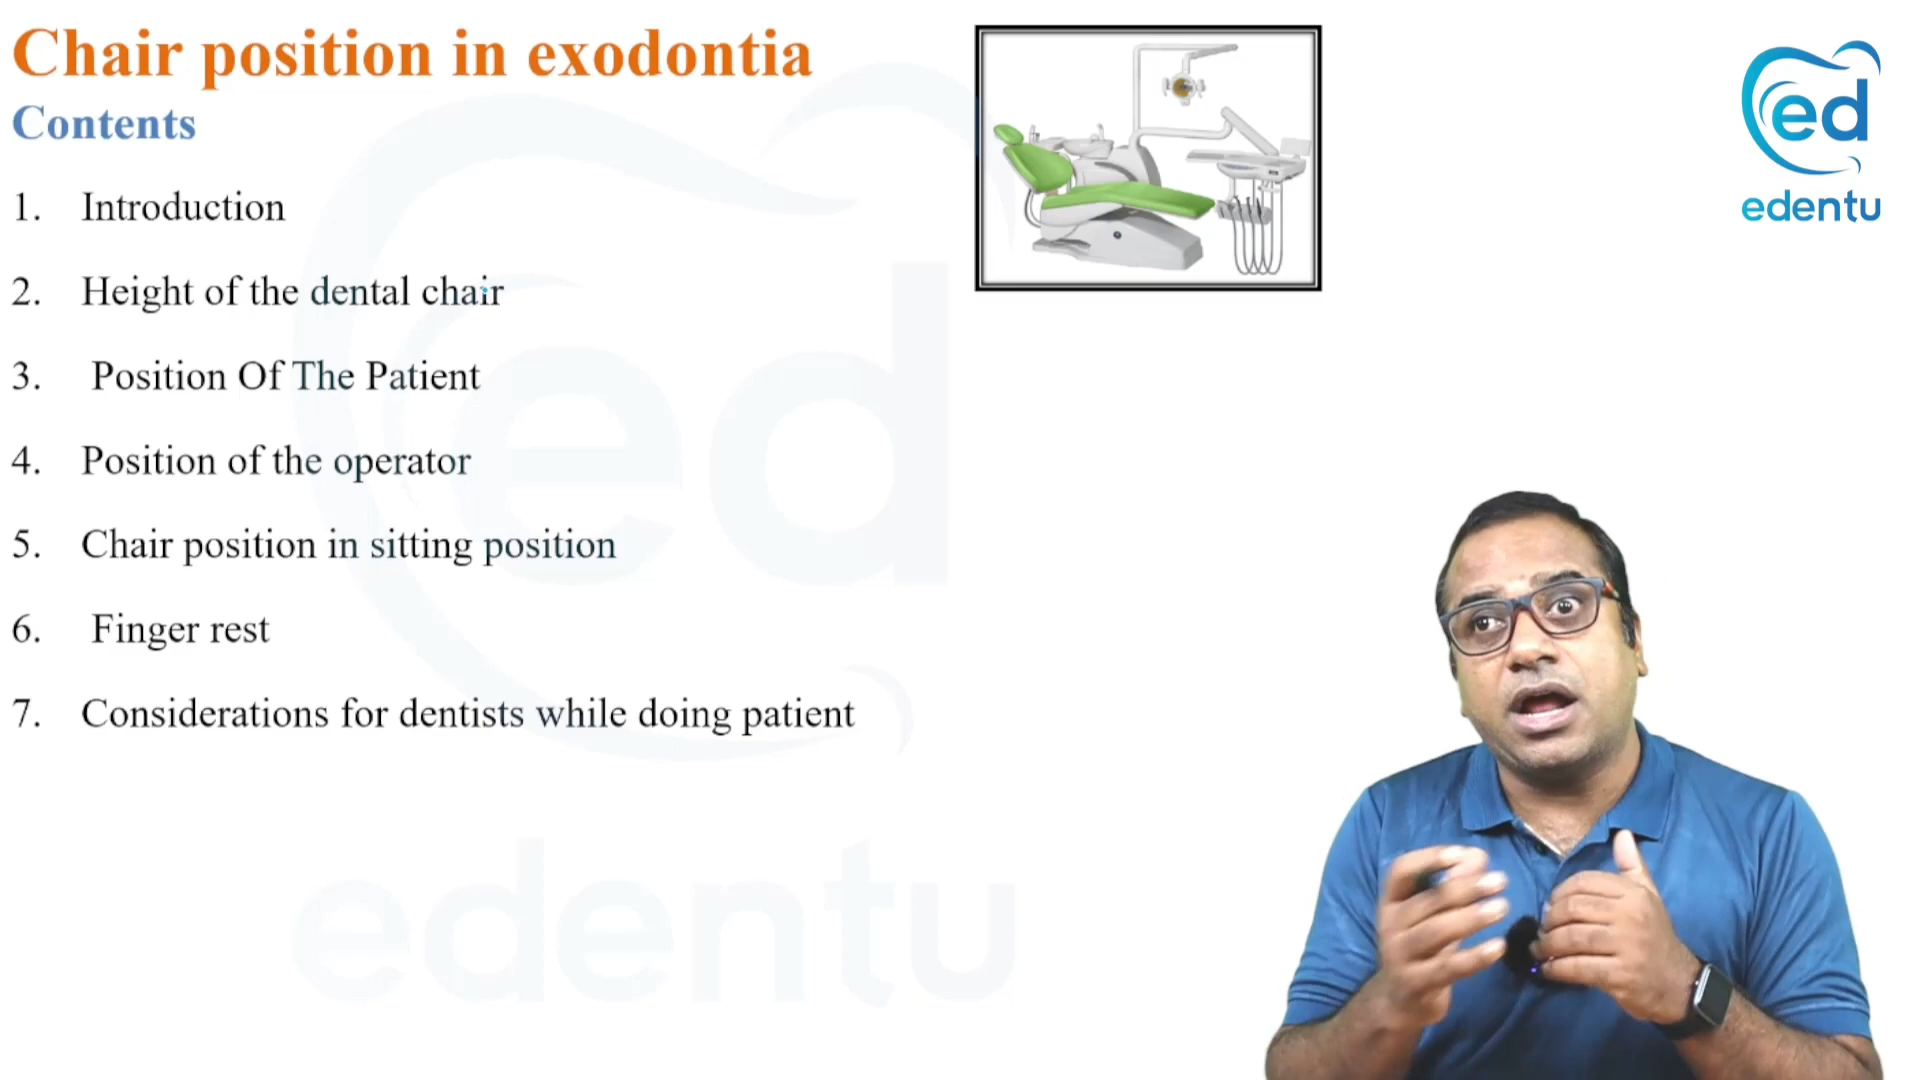 Chair position in exodontia
Contents
1. Introduction
2. Height of the dental chair
3. Position Of The Patient
4. Position of the operator
5. Chair position in sitting position
6. Finger rest
7. Considerations for dentists while doing patient
ed
edentu
ed
edentu